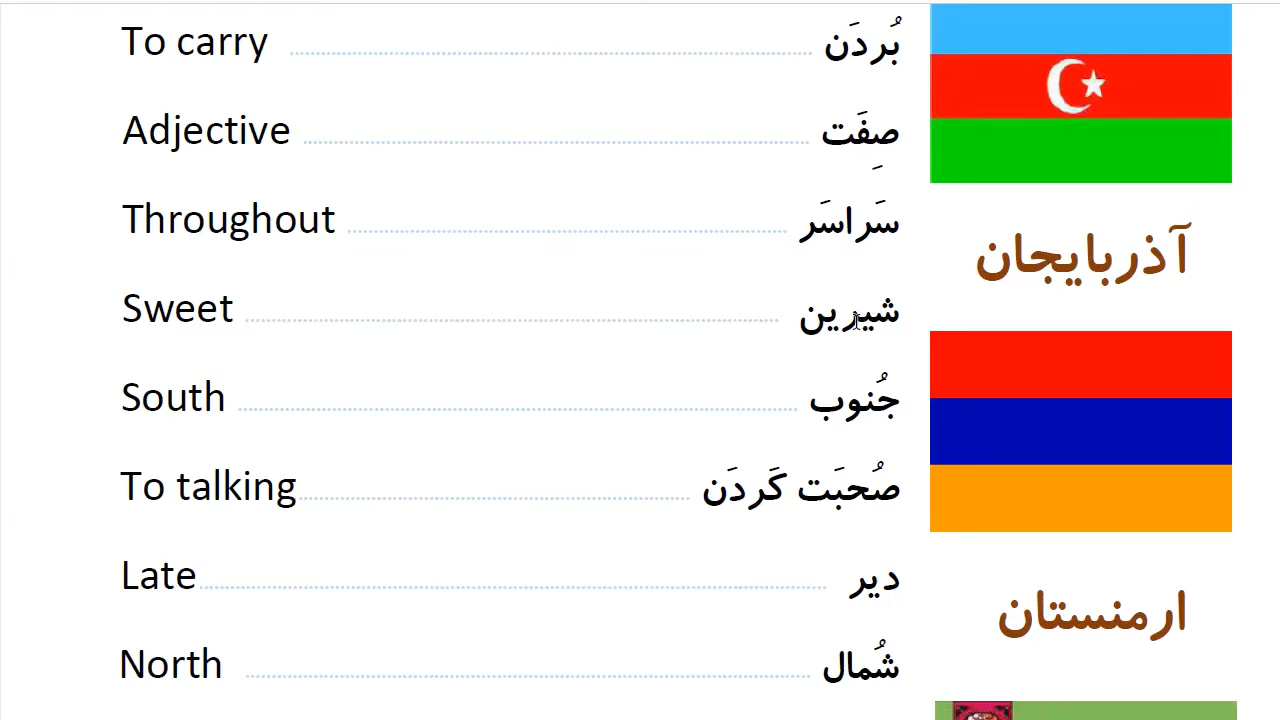 To carry بُردَن
Adjective صِفَت
Throughout سَراسَر
Sweet شیرین
South جُنوب
To talking صُحبَت کَردَن
Late دیر
North شُمال
آذربایجان
ارمنستان